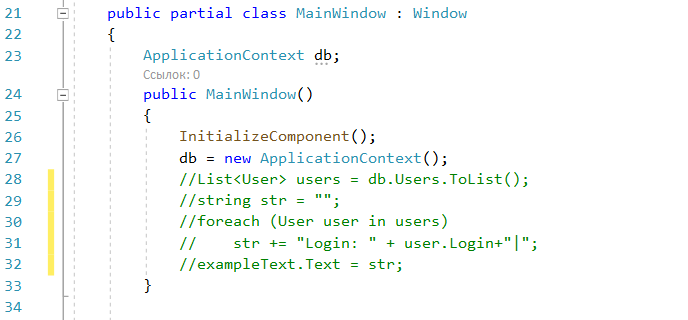 21 public partial class MainWindow : Window
22 {
23 ApplicationContext db;
Ссылок: 0
24 public MainWindow()
25 {
26 InitializeComponent();
27 db = new ApplicationContext();
28 //List<User> users = db.Users.ToList();
29 //string str = "";
30 //foreach (User user in users)
31 //    str += "Login: " + user.Login+"|";
32 //exampleText.Text = str;
33 }
34